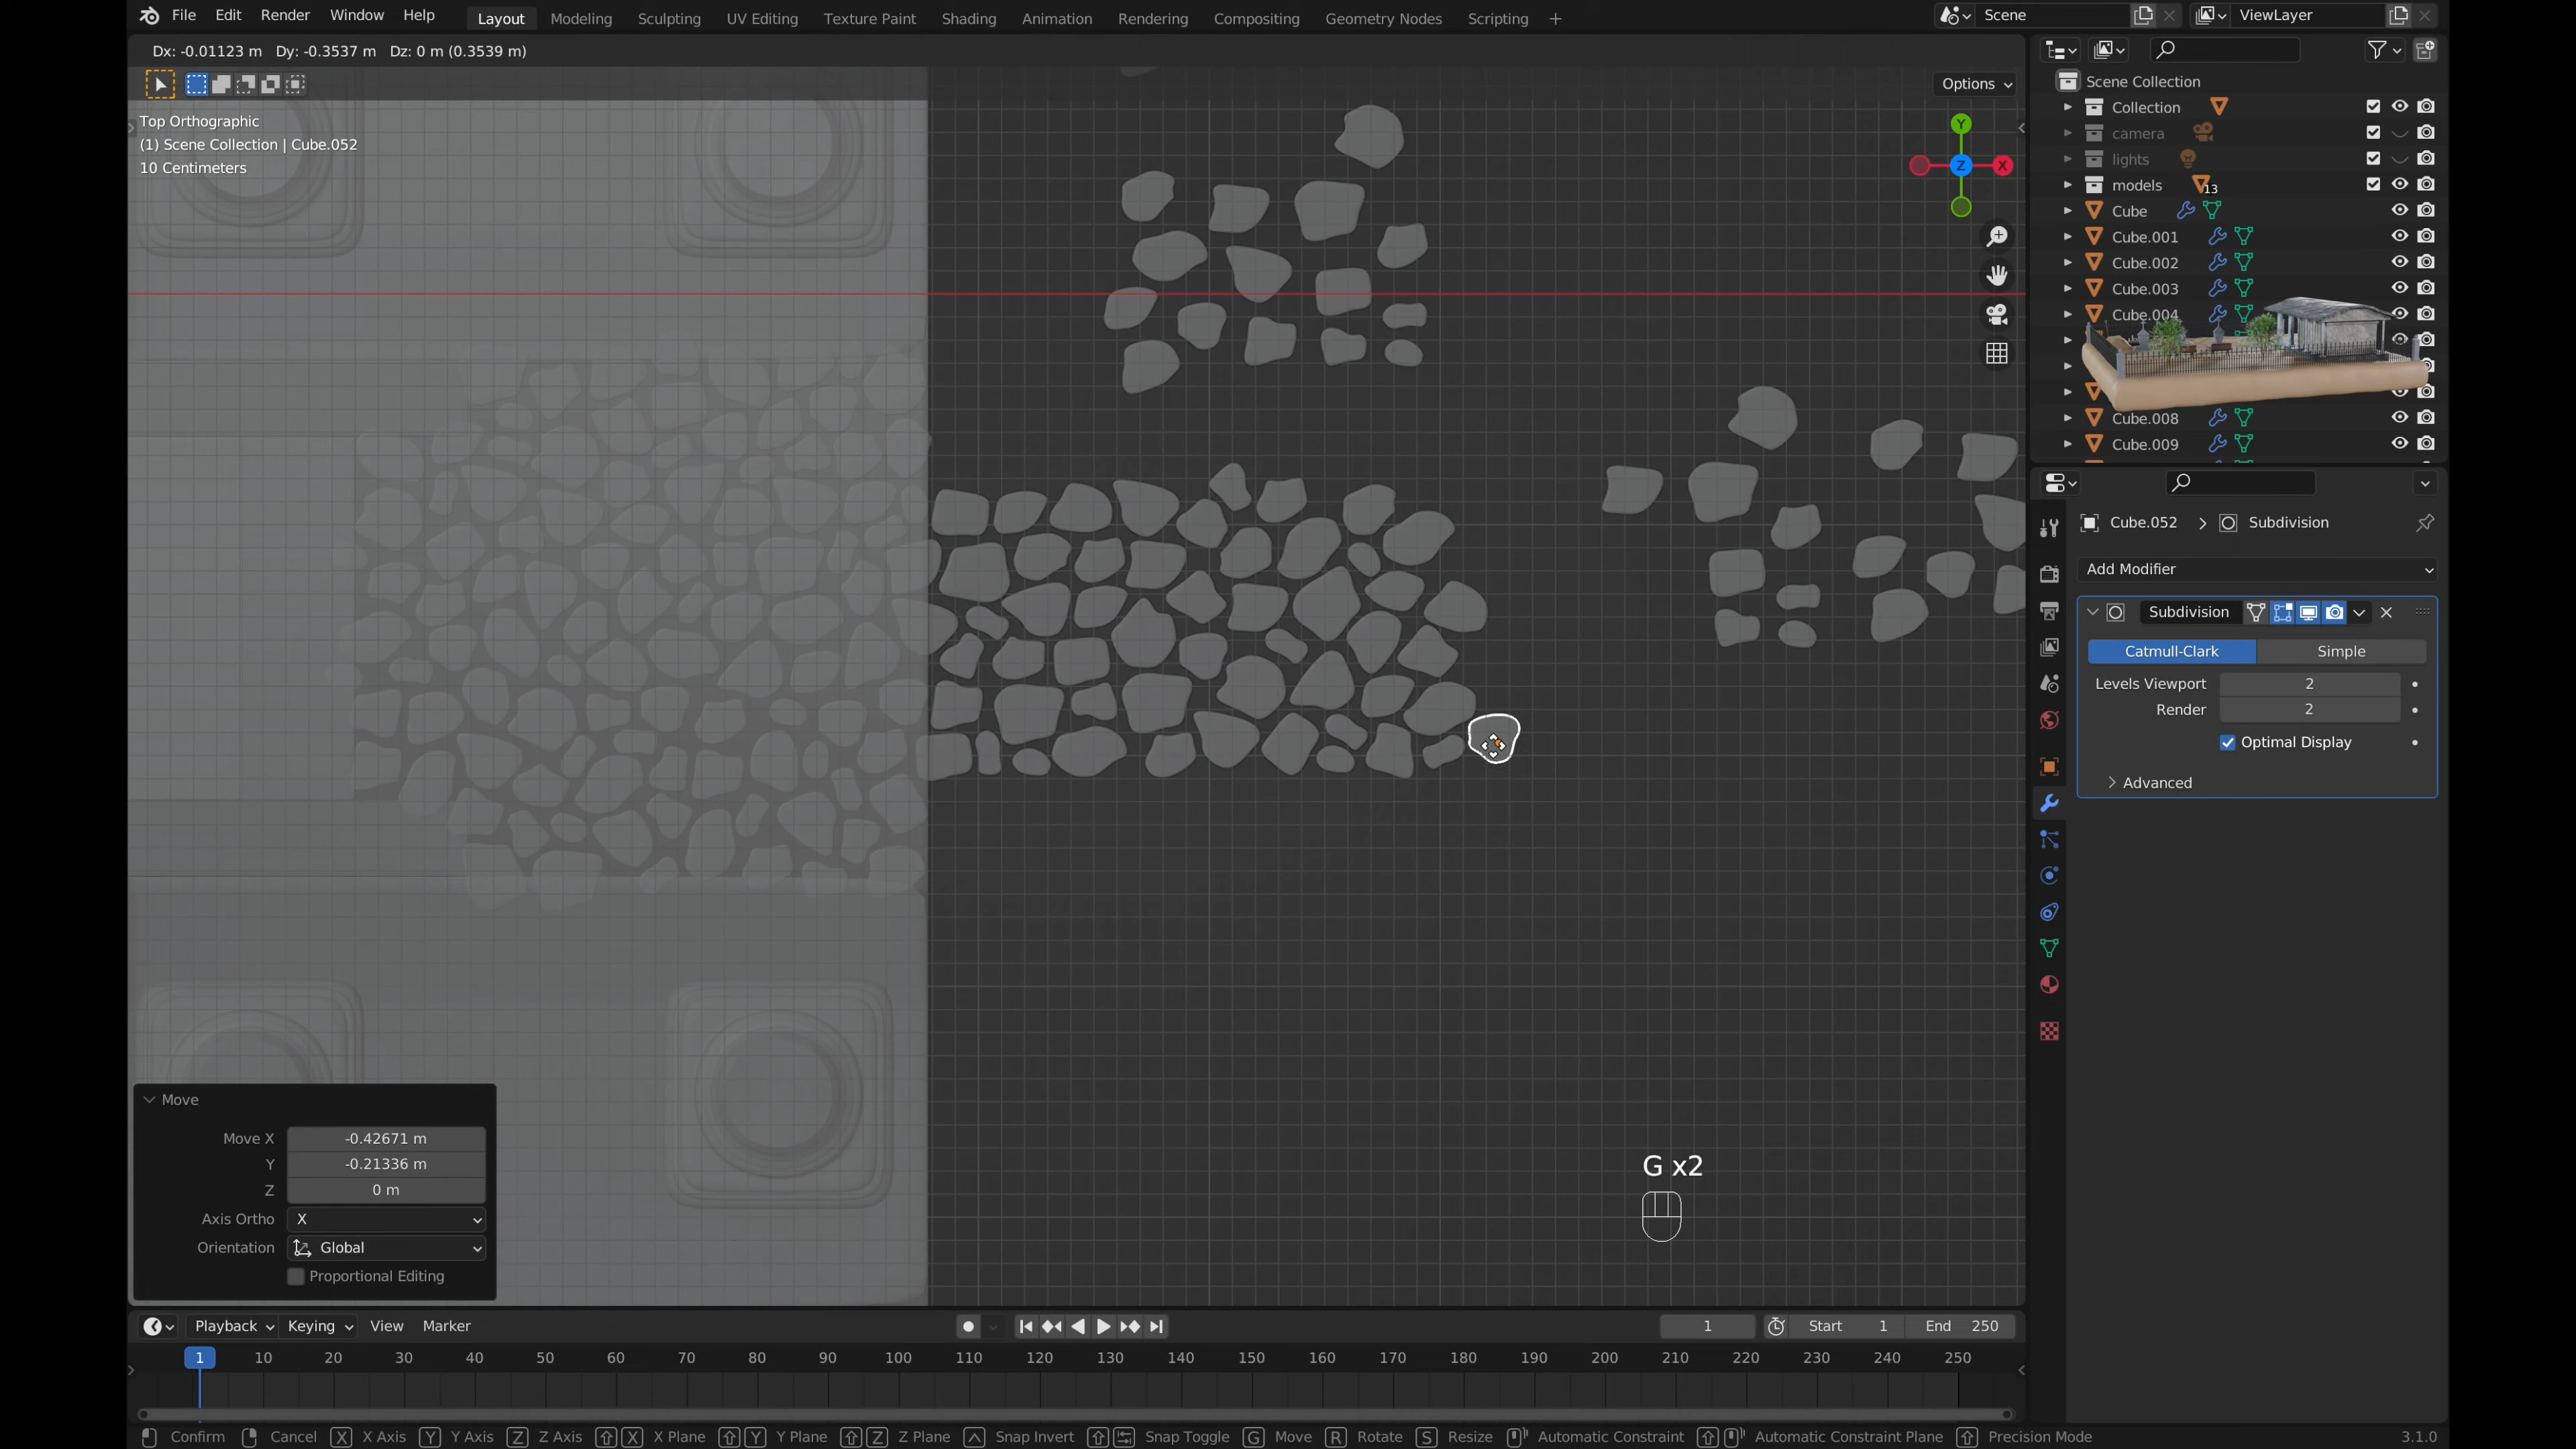 File Edit Render Window Help Layout Modeling Sculpting UV Editing Texture Paint Shading Animation Rendering Compositing Geometry Nodes Scripting + Scene ViewLayer
Dx: -0.01123 m Dy: -0.3537 m Dz: 0 m (0.3539 m)
Options
Top Orthographic
(1) Scene Collection | Cube.052
10 Centimeters
Y
Z
X
Scene Collection
Collection
camera
lights
models 13
Cube
Cube.001
Cube.002
Cube.003
Cube.004
Cube.008
Cube.009
Cube.052 > Subdivision
Add Modifier
Subdivision
Catmull-Clark Simple
Levels Viewport 2
Render 2
Optimal Display
Advanced
Move
Move X -0.42671 m
Y -0.21336 m
Z 0 m
Axis Ortho X
Orientation Global
Proportional Editing
G x2
Playback Keying View Marker 1 Start 1 End 250
1 10 20 30 40 50 60 70 80 90 100 110 120 130 140 150 160 170 180 190 200 210 220 230 240 250
Confirm Cancel X X Axis Y Y Axis Z Z Axis X X Plane Y Y Plane Z Z Plane Snap Invert Snap Toggle G Move R Rotate S Resize Automatic Constraint Automatic Constraint Plane Precision Mode 3.1.0